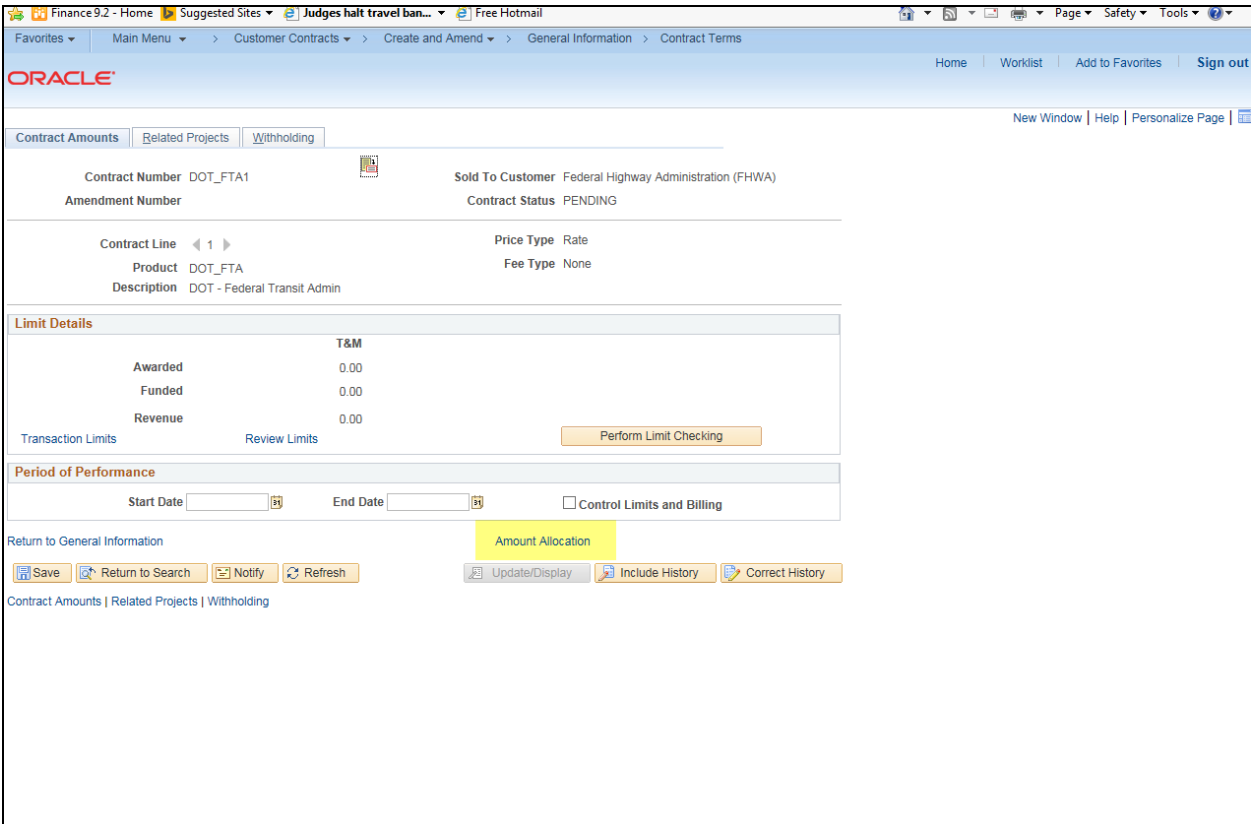 Finance 9.2 - Home Suggested Sites Judges halt travel ban... Free Hotmail Page Safety Tools
Favorites Main Menu > Customer Contracts > Create and Amend > General Information > Contract Terms
Home Worklist Add to Favorites Sign out
ORACLE
New Window | Help | Personalize Page |
Contract Amounts Related Projects Withholding
Contract Number DOT_FTA1 Sold To Customer Federal Highway Administration (FHWA)
Amendment Number Contract Status PENDING
Contract Line 1 Price Type Rate
Product DOT_FTA Fee Type None
Description DOT - Federal Transit Admin
Limit Details
T&M
Awarded 0.00
Funded 0.00
Revenue 0.00
Transaction Limits Review Limits Perform Limit Checking
Period of Performance
Start Date 31 End Date 31 Control Limits and Billing
Return to General Information Amount Allocation
Save Return to Search Notify Refresh Update/Display Include History Correct History
Contract Amounts | Related Projects | Withholding